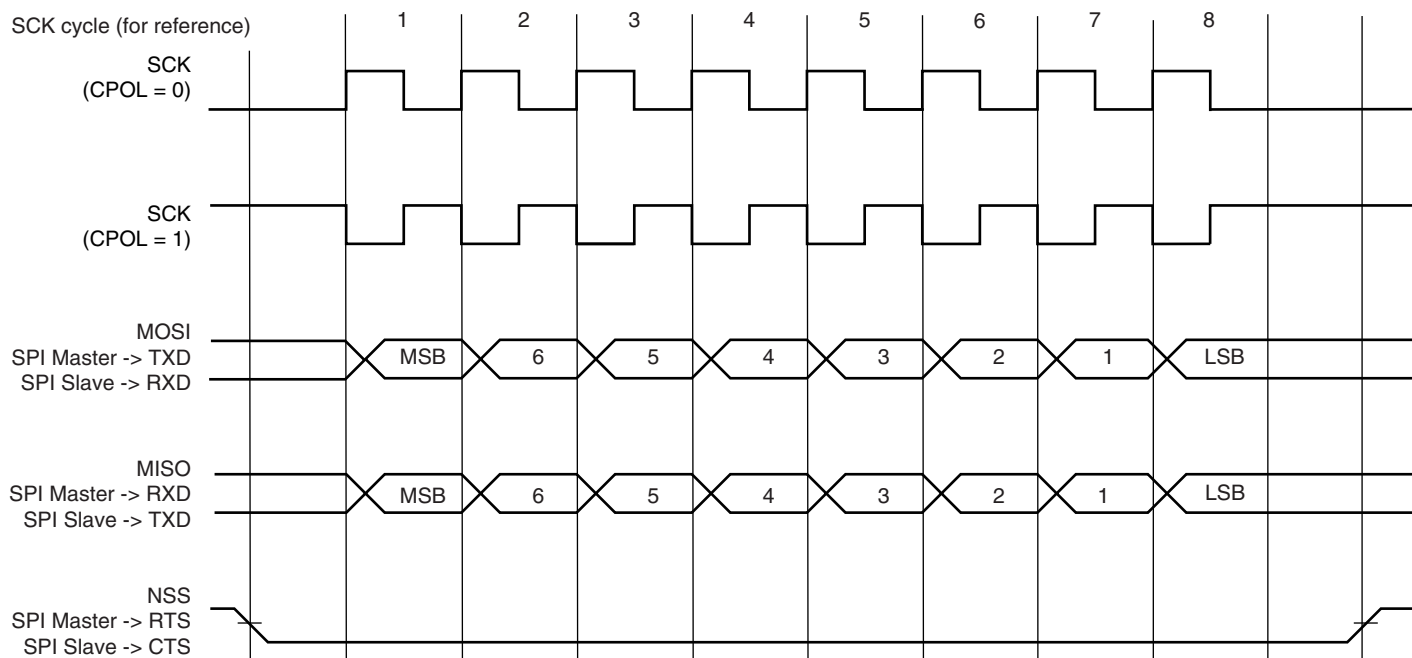 SCK cycle (for reference)
1 2 3 4 5 6 7 8
SCK
(CPOL = 0)
SCK
(CPOL = 1)
MOSI
SPI Master -> TXD
SPI Slave -> RXD
MSB 6 5 4 3 2 1 LSB
MISO
SPI Master -> RXD
SPI Slave -> TXD
MSB 6 5 4 3 2 1 LSB
NSS
SPI Master -> RTS
SPI Slave -> CTS